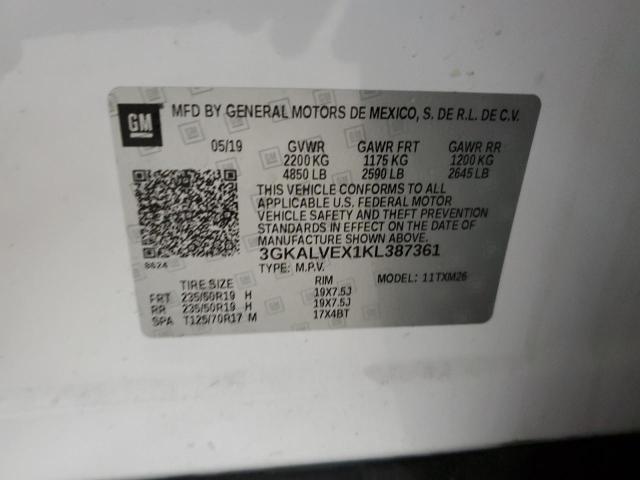 GM
MFD BY GENERAL MOTORS DE MEXICO, S. DE R.L. DE C.V.
05/19 GVWR GAWR FRT GAWR RR
2200 KG 1175 KG 1200 KG
4850 LB 2590 LB 2645 LB
THIS VEHICLE CONFORMS TO ALL
APPLICABLE U.S. FEDERAL MOTOR
VEHICLE SAFETY AND THEFT PREVENTION
STANDARDS IN EFFECT ON THE DATE OF
MANUFACTURE SHOWN ABOVE.
3GKALVEX1KL387361
8624
TYPE: M.P.V. MODEL: 11TXM26
TIRE SIZE RIM
FRT 235/50R19 H 19X7.5J
RR 235/50R19 H 19X7.5J
SPA T125/70R17 M 17X4BT